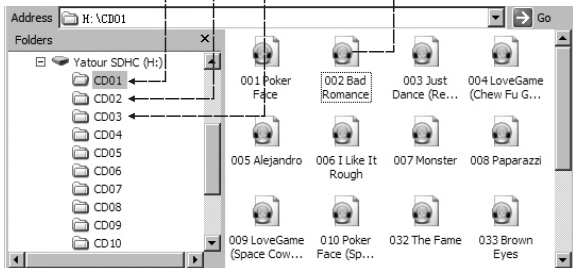 Address H:\CD01 Go
Folders ×
Yatour SDHC (H:)
CD01
CD02
CD03
CD04
CD05
CD06
CD07
CD08
CD09
CD10
001 Poker Face
002 Bad Romance
003 Just Dance (Re...
004 LoveGame (Chew Fu G...
005 Alejandro
006 I Like It Rough
007 Monster
008 Paparazzi
009 LoveGame (Space Cow...
010 Poker Face (Sp...
032 The Fame
033 Brown Eyes